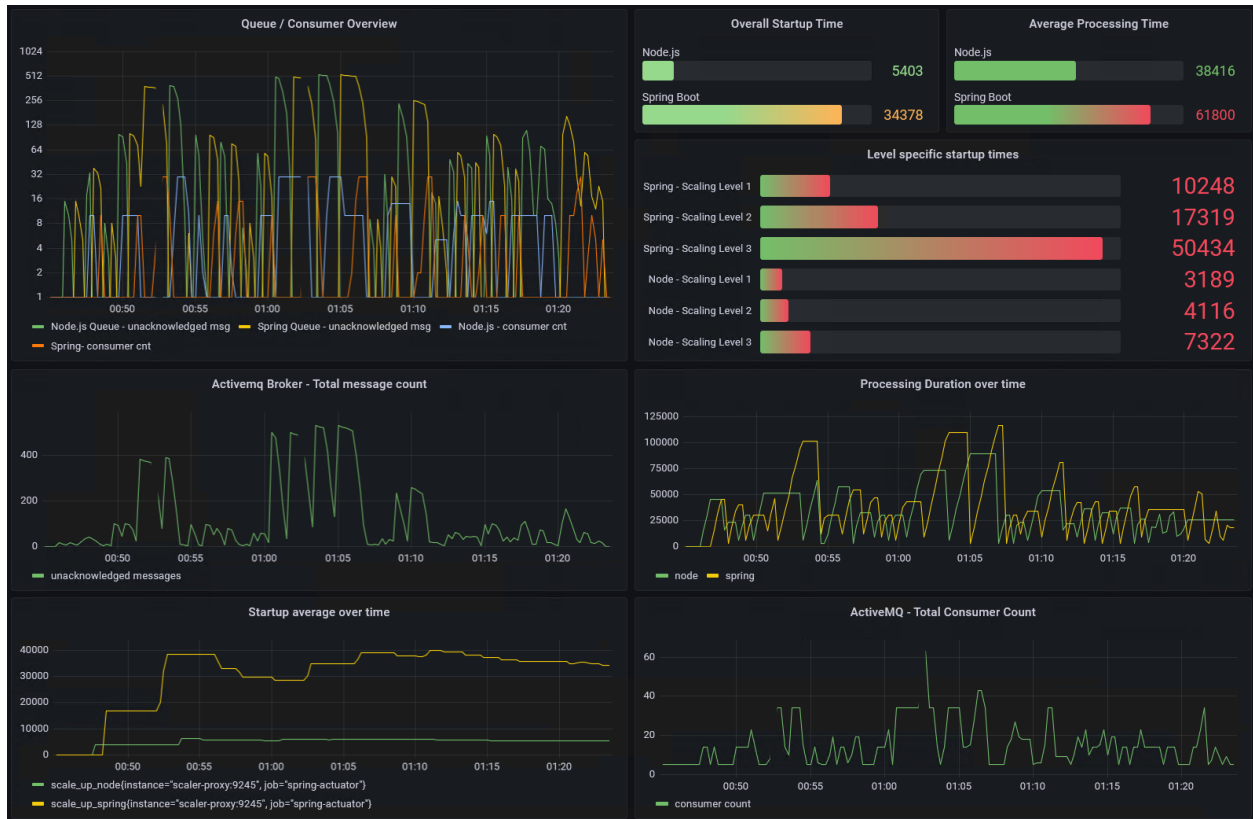 Queue / Consumer Overview
1024
512
256
128
64
32
16
8
4
2
1
00:50 00:55 01:00 01:05 01:10 01:15 01:20
Node.js Queue - unacknowledged msg Spring Queue - unacknowledged msg Node.js - consumer cnt
Spring- consumer cnt
Overall Startup Time
Node.js
5403
Spring Boot
34378
Average Processing Time
Node.js
38416
Spring Boot
61800
Level specific startup times
Spring - Scaling Level 1 10248
Spring - Scaling Level 2 17319
Spring - Scaling Level 3 50434
Node - Scaling Level 1 3189
Node - Scaling Level 2 4116
Node - Scaling Level 3 7322
Activemq Broker - Total message count
400
200
0
00:50 00:55 01:00 01:05 01:10 01:15 01:20
unacknowledged messages
Processing Duration over time
125000
100000
75000
50000
25000
0
00:50 00:55 01:00 01:05 01:10 01:15 01:20
node spring
Startup average over time
40000
30000
20000
10000
0
00:50 00:55 01:00 01:05 01:10 01:15 01:20
scale_up_node{instance="scaler-proxy:9245", job="spring-actuator"}
scale_up_spring{instance="scaler-proxy:9245", job="spring-actuator"}
ActiveMQ - Total Consumer Count
60
40
20
0
00:50 00:55 01:00 01:05 01:10 01:15 01:20
consumer count